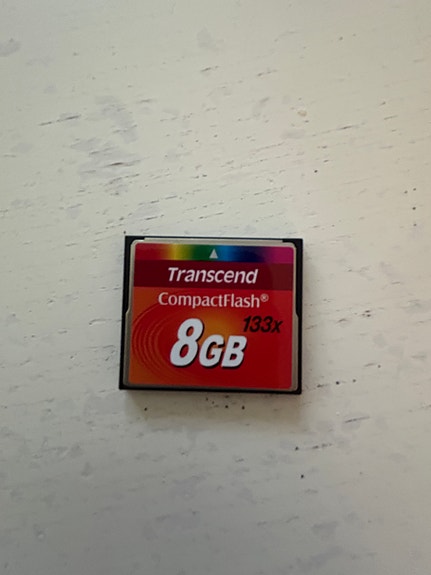 Transcend
CompactFlash®
133x
8GB